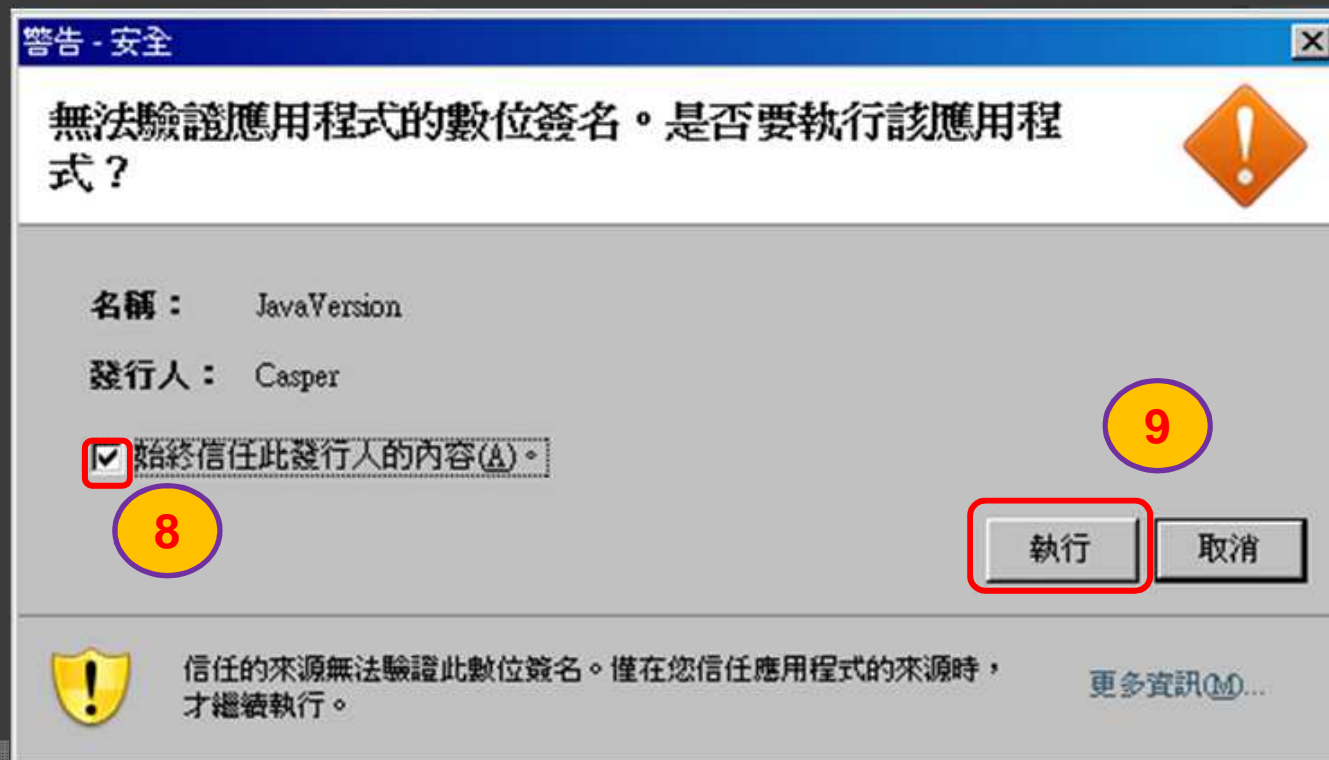 警告 - 安全
無法驗證應用程式的數位簽名。是否要執行該應用程
式？
名稱： JavaVersion
發行人： Casper
始終信任此發行人的內容(A)。
8
9
執行 取消
信任的來源無法驗證此數位簽名。僅在您信任應用程式的來源時，
才繼續執行。
更多資訊(M)...